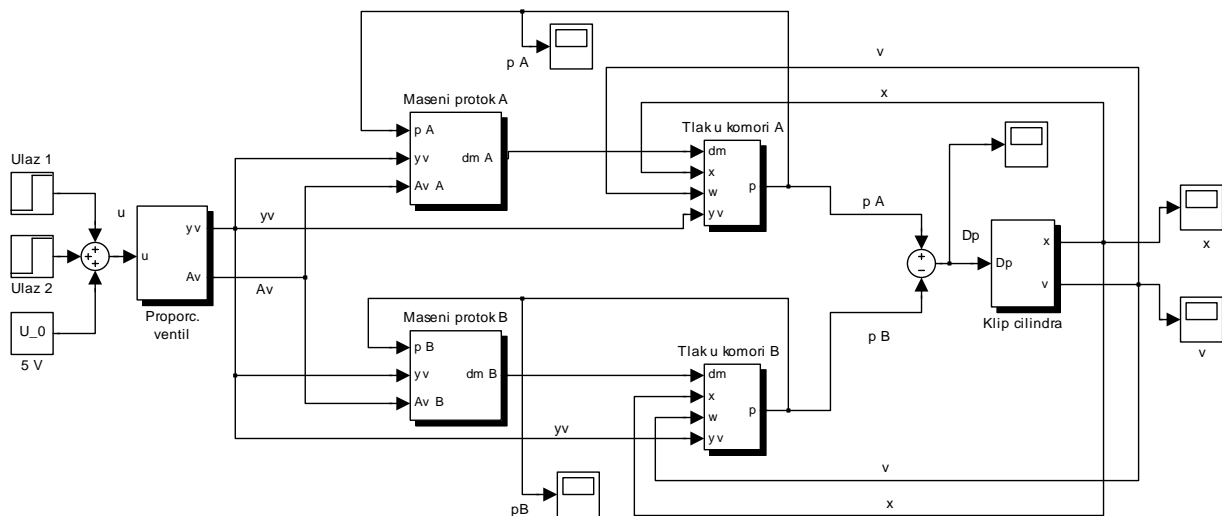 p A
v
x
Maseni protok A
p A
yv
Av A
dm A
Tlak u komori A
dm
x
w
yv
p
Ulaz 1
Ulaz 2
U_0
5 V
u
u
yv
Av
Proporc.
ventil
yv
Av
p A
p B
Dp
Dp
x
v
Klip cilindra
x
v
Maseni protok B
p B
yv
Av B
dm B
Tlak u komori B
dm
x
w
yv
p
yv
v
x
pB